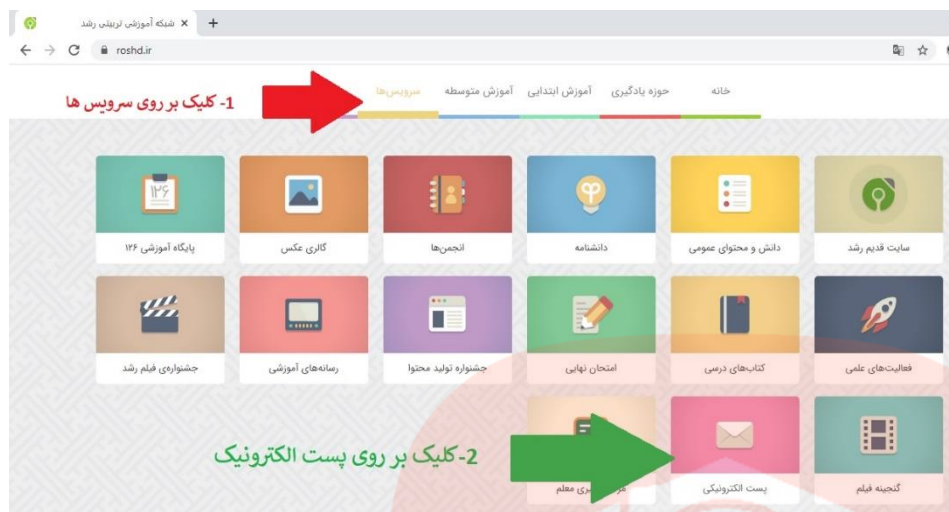 شبکه آموزشی تربیتی رشد
roshd.ir
خانه
حوزه یادگیری
آموزش ابتدایی
آموزش متوسطه
سرویس‌ها
1- کلیک بر روی سرویس ها
سایت قدیم رشد
دانش و محتوای عمومی
دانشنامه
انجمن‌ها
گالری عکس
۱۲۶
پایگاه آموزشی ۱۲۶
فعالیت‌های علمی
کتاب‌های درسی
امتحان نهایی
جشنواره تولید محتوا
رسانه‌های آموزشی
جشنواره‌ی فیلم رشد
2-کلیک بر روی پست الکترونیک
گنجینه فیلم
پست الکترونیکی
معلم